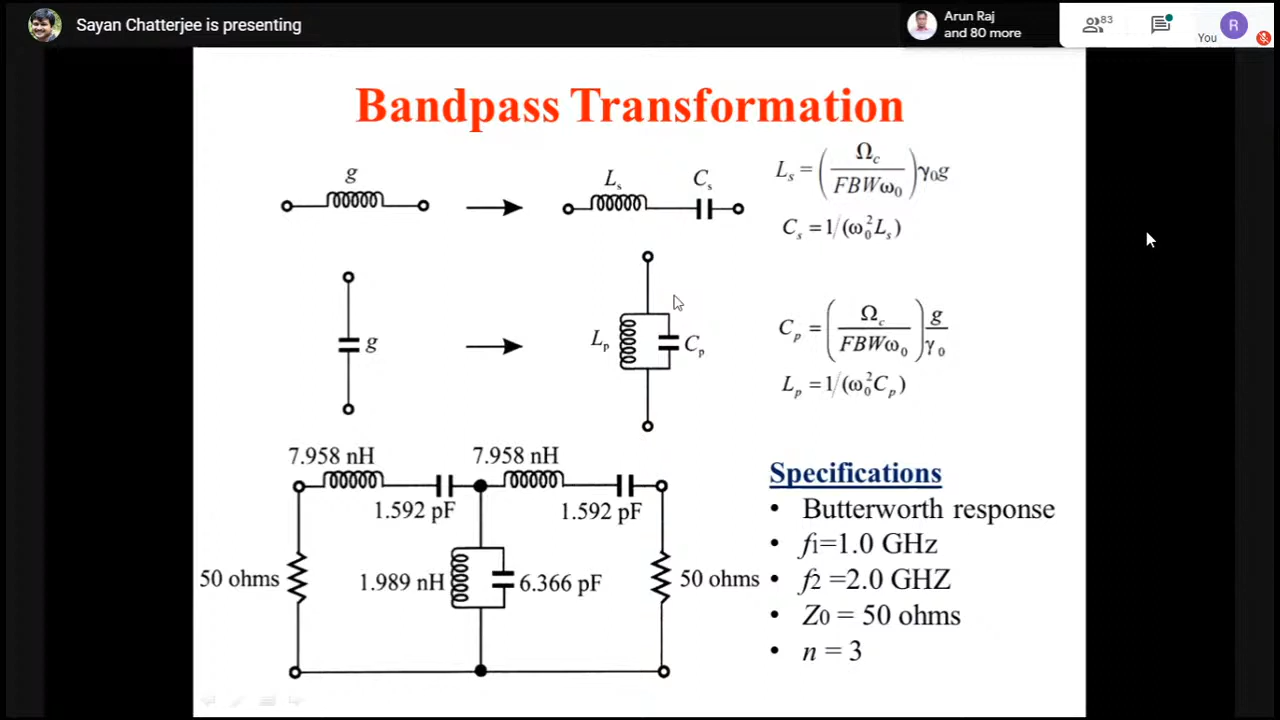 Sayan Chatterjee is presenting
Arun Raj
and 80 more
83
You
R
Bandpass Transformation
g
Ls
Cs
Ls = (Ωc / FBWω0) γ0g
Cs = 1/(ω0²Ls)
g
Lp
Cp
Cp = (Ωc / FBWω0) g / γ0
Lp = 1/(ω0²Cp)
7.958 nH
7.958 nH
1.592 pF
1.592 pF
50 ohms
1.989 nH
6.366 pF
50 ohms
Specifications
• Butterworth response
• f1=1.0 GHz
• f2 =2.0 GHZ
• Z0 = 50 ohms
• n = 3